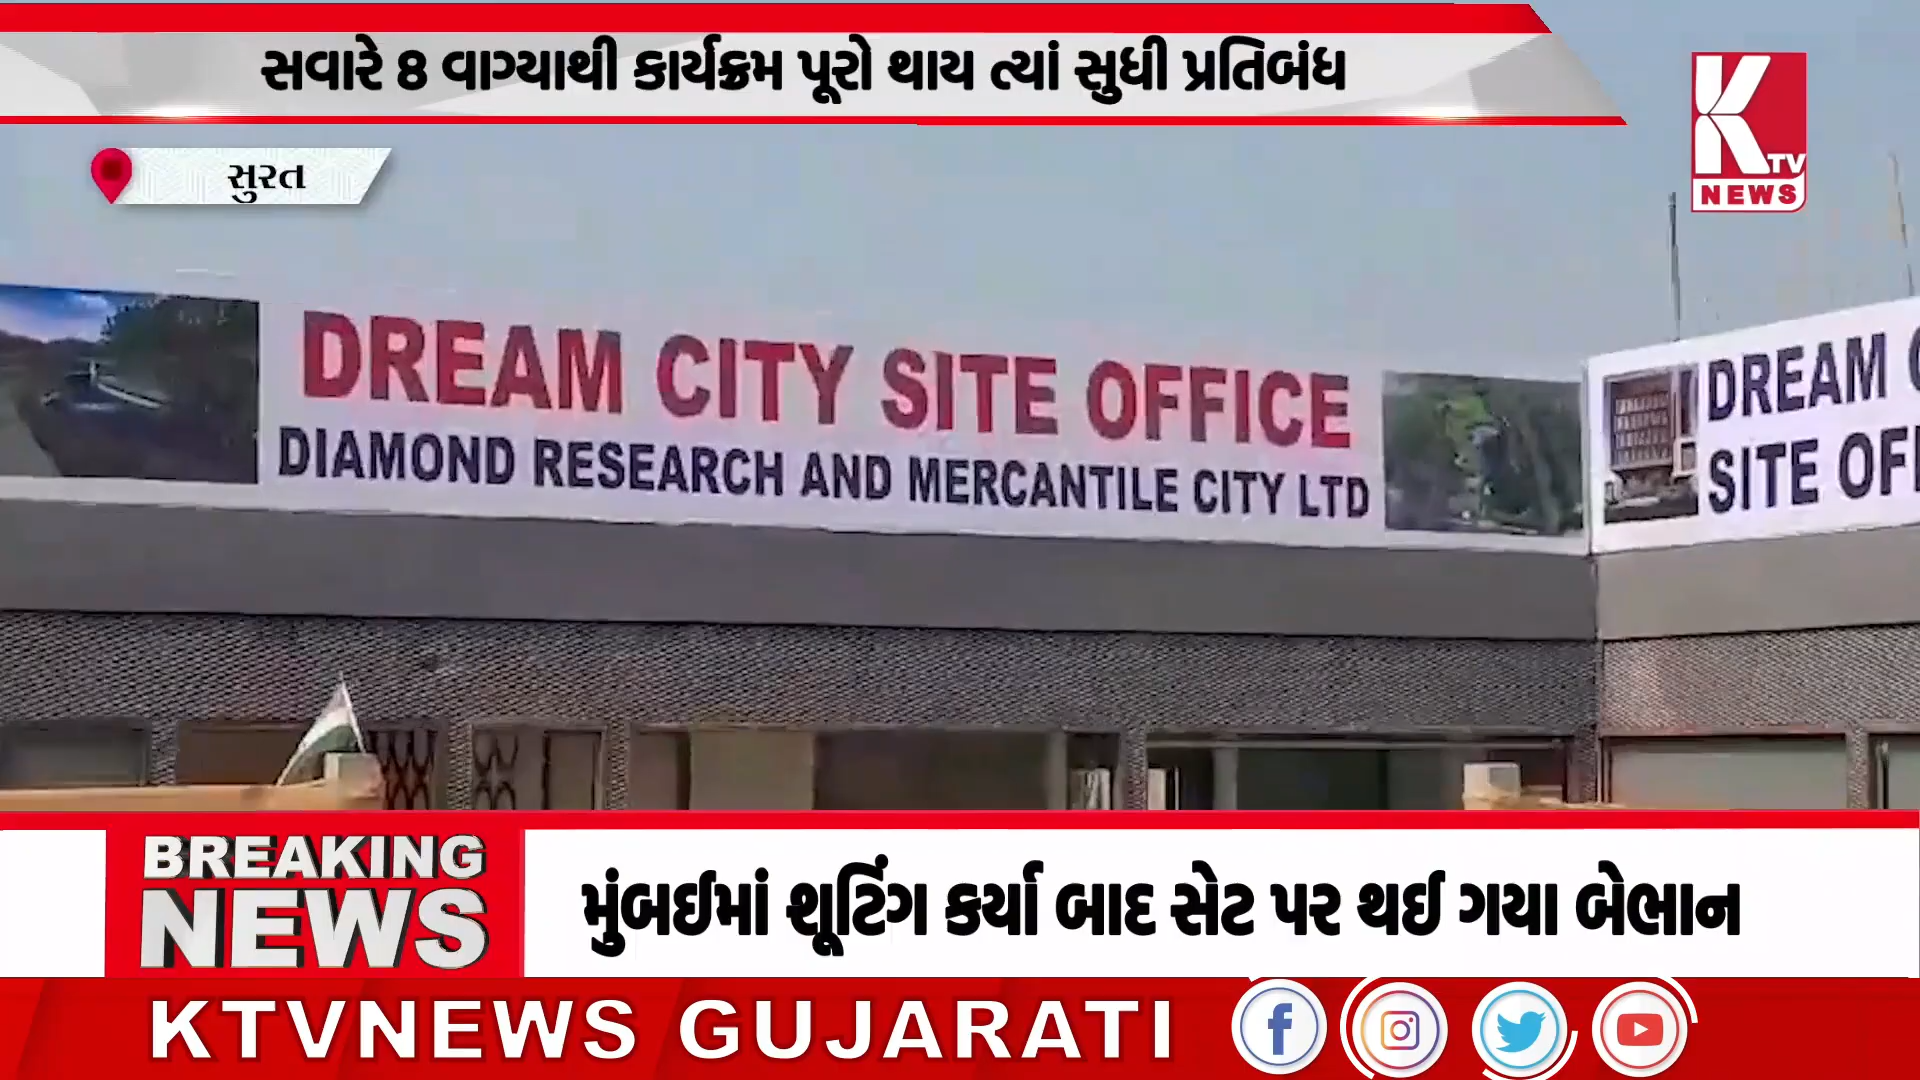 સવારે 8 વાગ્યાથી કાર્યક્રમ પૂરો થાય ત્યાં સુધી પ્રતિબંધ
K TV
NEWS
સુરત
DREAM CITY SITE OFFICE
DIAMOND RESEARCH AND MERCANTILE CITY LTD
DREAM C
SITE OFF
BREAKING
NEWS
મુંબઈમાં શૂટિંગ કર્યા બાદ સેટ પર થઈ ગયા બેભાન
KTVNEWS GUJARATI